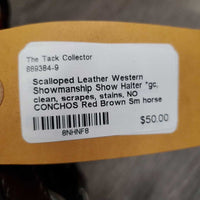 The Tack Collector
669384-9
Scalloped Leather Western
Showmanship Show Halter *gc,
clean, scrapes, stains, NO
CONCHOS Red Brown Sm horse
8NHNF8
$50.00